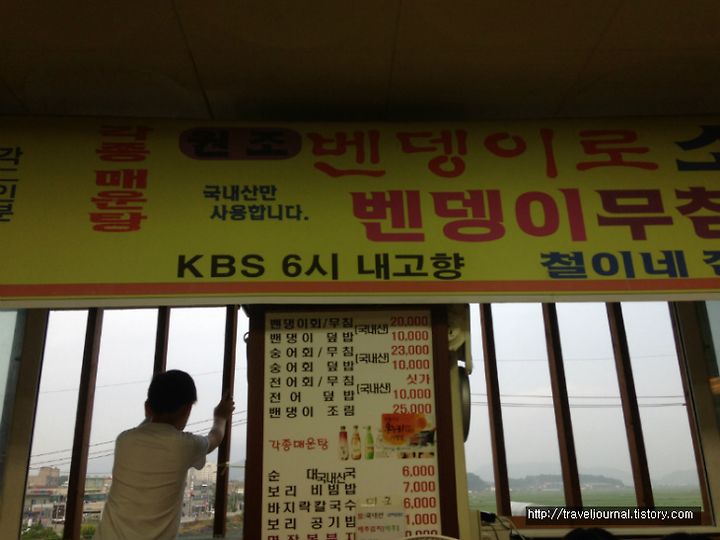 각종 매운탕
원조 벤뎅이로
국내산만
사용합니다.
벤뎅이무침
KBS 6시 내고향
철이네
밴댕이회/무침 (국내산) 20,000
밴댕이 덮밥 10,000
숭어회/무침 (국내산) 23,000
숭어회 덮밥 10,000
전어회/무침 (국내산) 싯가
전어 덮밥 10,000
밴댕이 조림 25,000
각종매운탕
순대국 6,000
국내산
보리 비빔밥 7,000
바지락칼국수 6,000
보리 공기밥 1,000
http://traveljournal.tistory.com